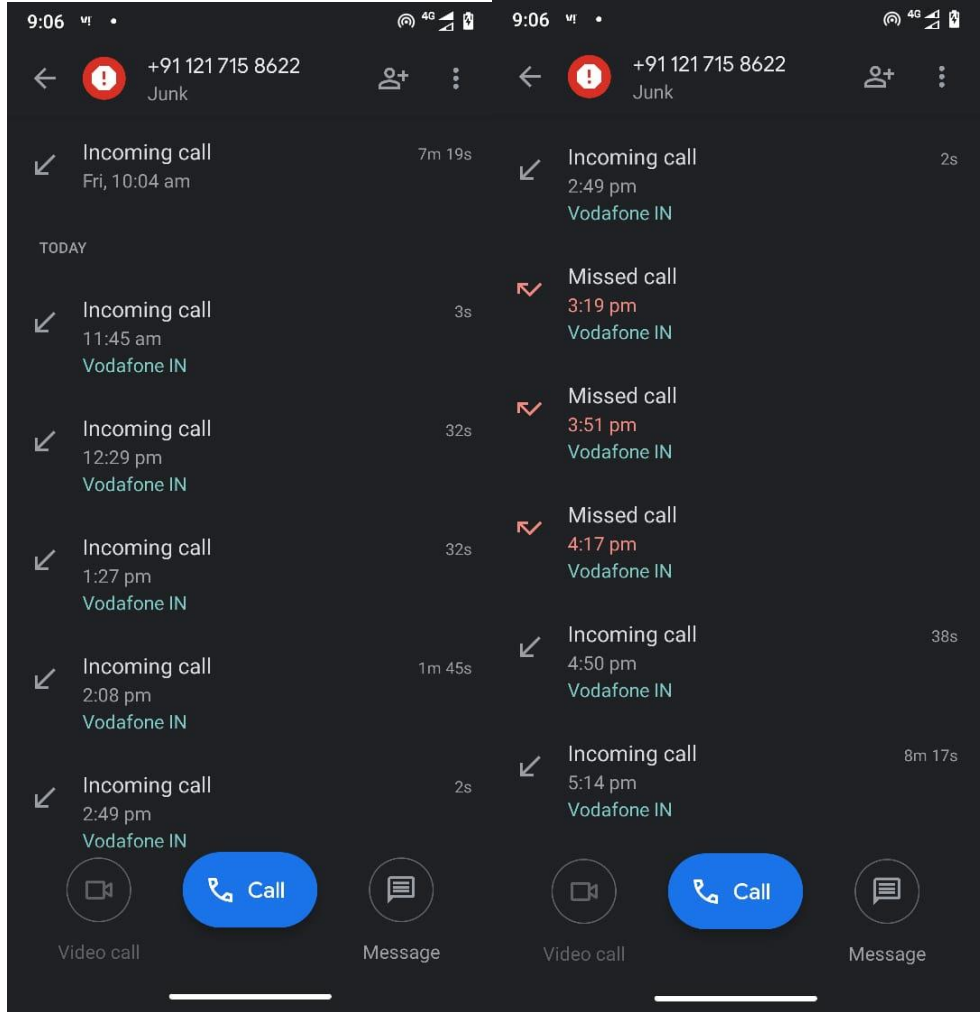 9:06 VI •
4G
+91 121 715 8622
Junk
Incoming call 7m 19s
Fri, 10:04 am
TODAY
Incoming call 3s
11:45 am
Vodafone IN
Incoming call 32s
12:29 pm
Vodafone IN
Incoming call 32s
1:27 pm
Vodafone IN
Incoming call 1m 45s
2:08 pm
Vodafone IN
Incoming call 2s
2:49 pm
Vodafone IN
Call
Video call Message
9:06 VI •
4G
+91 121 715 8622
Junk
Incoming call 2s
2:49 pm
Vodafone IN
Missed call
3:19 pm
Vodafone IN
Missed call
3:51 pm
Vodafone IN
Missed call
4:17 pm
Vodafone IN
Incoming call 38s
4:50 pm
Vodafone IN
Incoming call 8m 17s
5:14 pm
Vodafone IN
Call
Video call Message